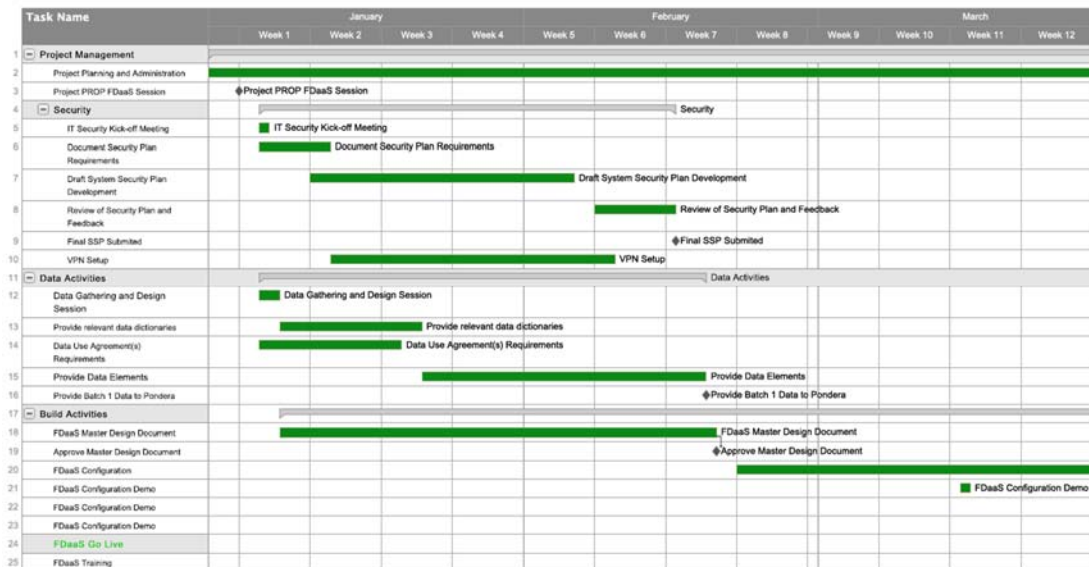 Task Name January February March
Week 1 Week 2 Week 3 Week 4 Week 5 Week 6 Week 7 Week 8 Week 9 Week 10 Week 11 Week 12
1 Project Management
2 Project Planning and Administration
3 Project PROP FDaaS Session Project PROP FDaaS Session
4 Security Security
5 IT Security Kick-off Meeting IT Security Kick-off Meeting
6 Document Security Plan Document Security Plan Requirements
Requirements
7 Draft System Security Plan Draft System Security Plan Development
Development
8 Review of Security Plan and Review of Security Plan and Feedback
Feedback
9 Final SSP Submited Final SSP Submited
10 VPN Setup VPN Setup
11 Data Activities Data Activities
12 Data Gathering and Design Data Gathering and Design Session
Session
13 Provide relevant data dictionaries Provide relevant data dictionaries
14 Data Use Agreement(s) Data Use Agreement(s) Requirements
Requirements
15 Provide Data Elements Provide Data Elements
16 Provide Batch 1 Data to Pondera Provide Batch 1 Data to Pondera
17 Build Activities
18 FDaaS Master Design Document FDaaS Master Design Document
19 Approve Master Design Document Approve Master Design Document
20 FDaaS Configuration
21 FDaaS Configuration Demo FDaaS Configuration Demo
22 FDaaS Configuration Demo
23 FDaaS Configuration Demo
24 FDaaS Go Live
25 FDaaS Training